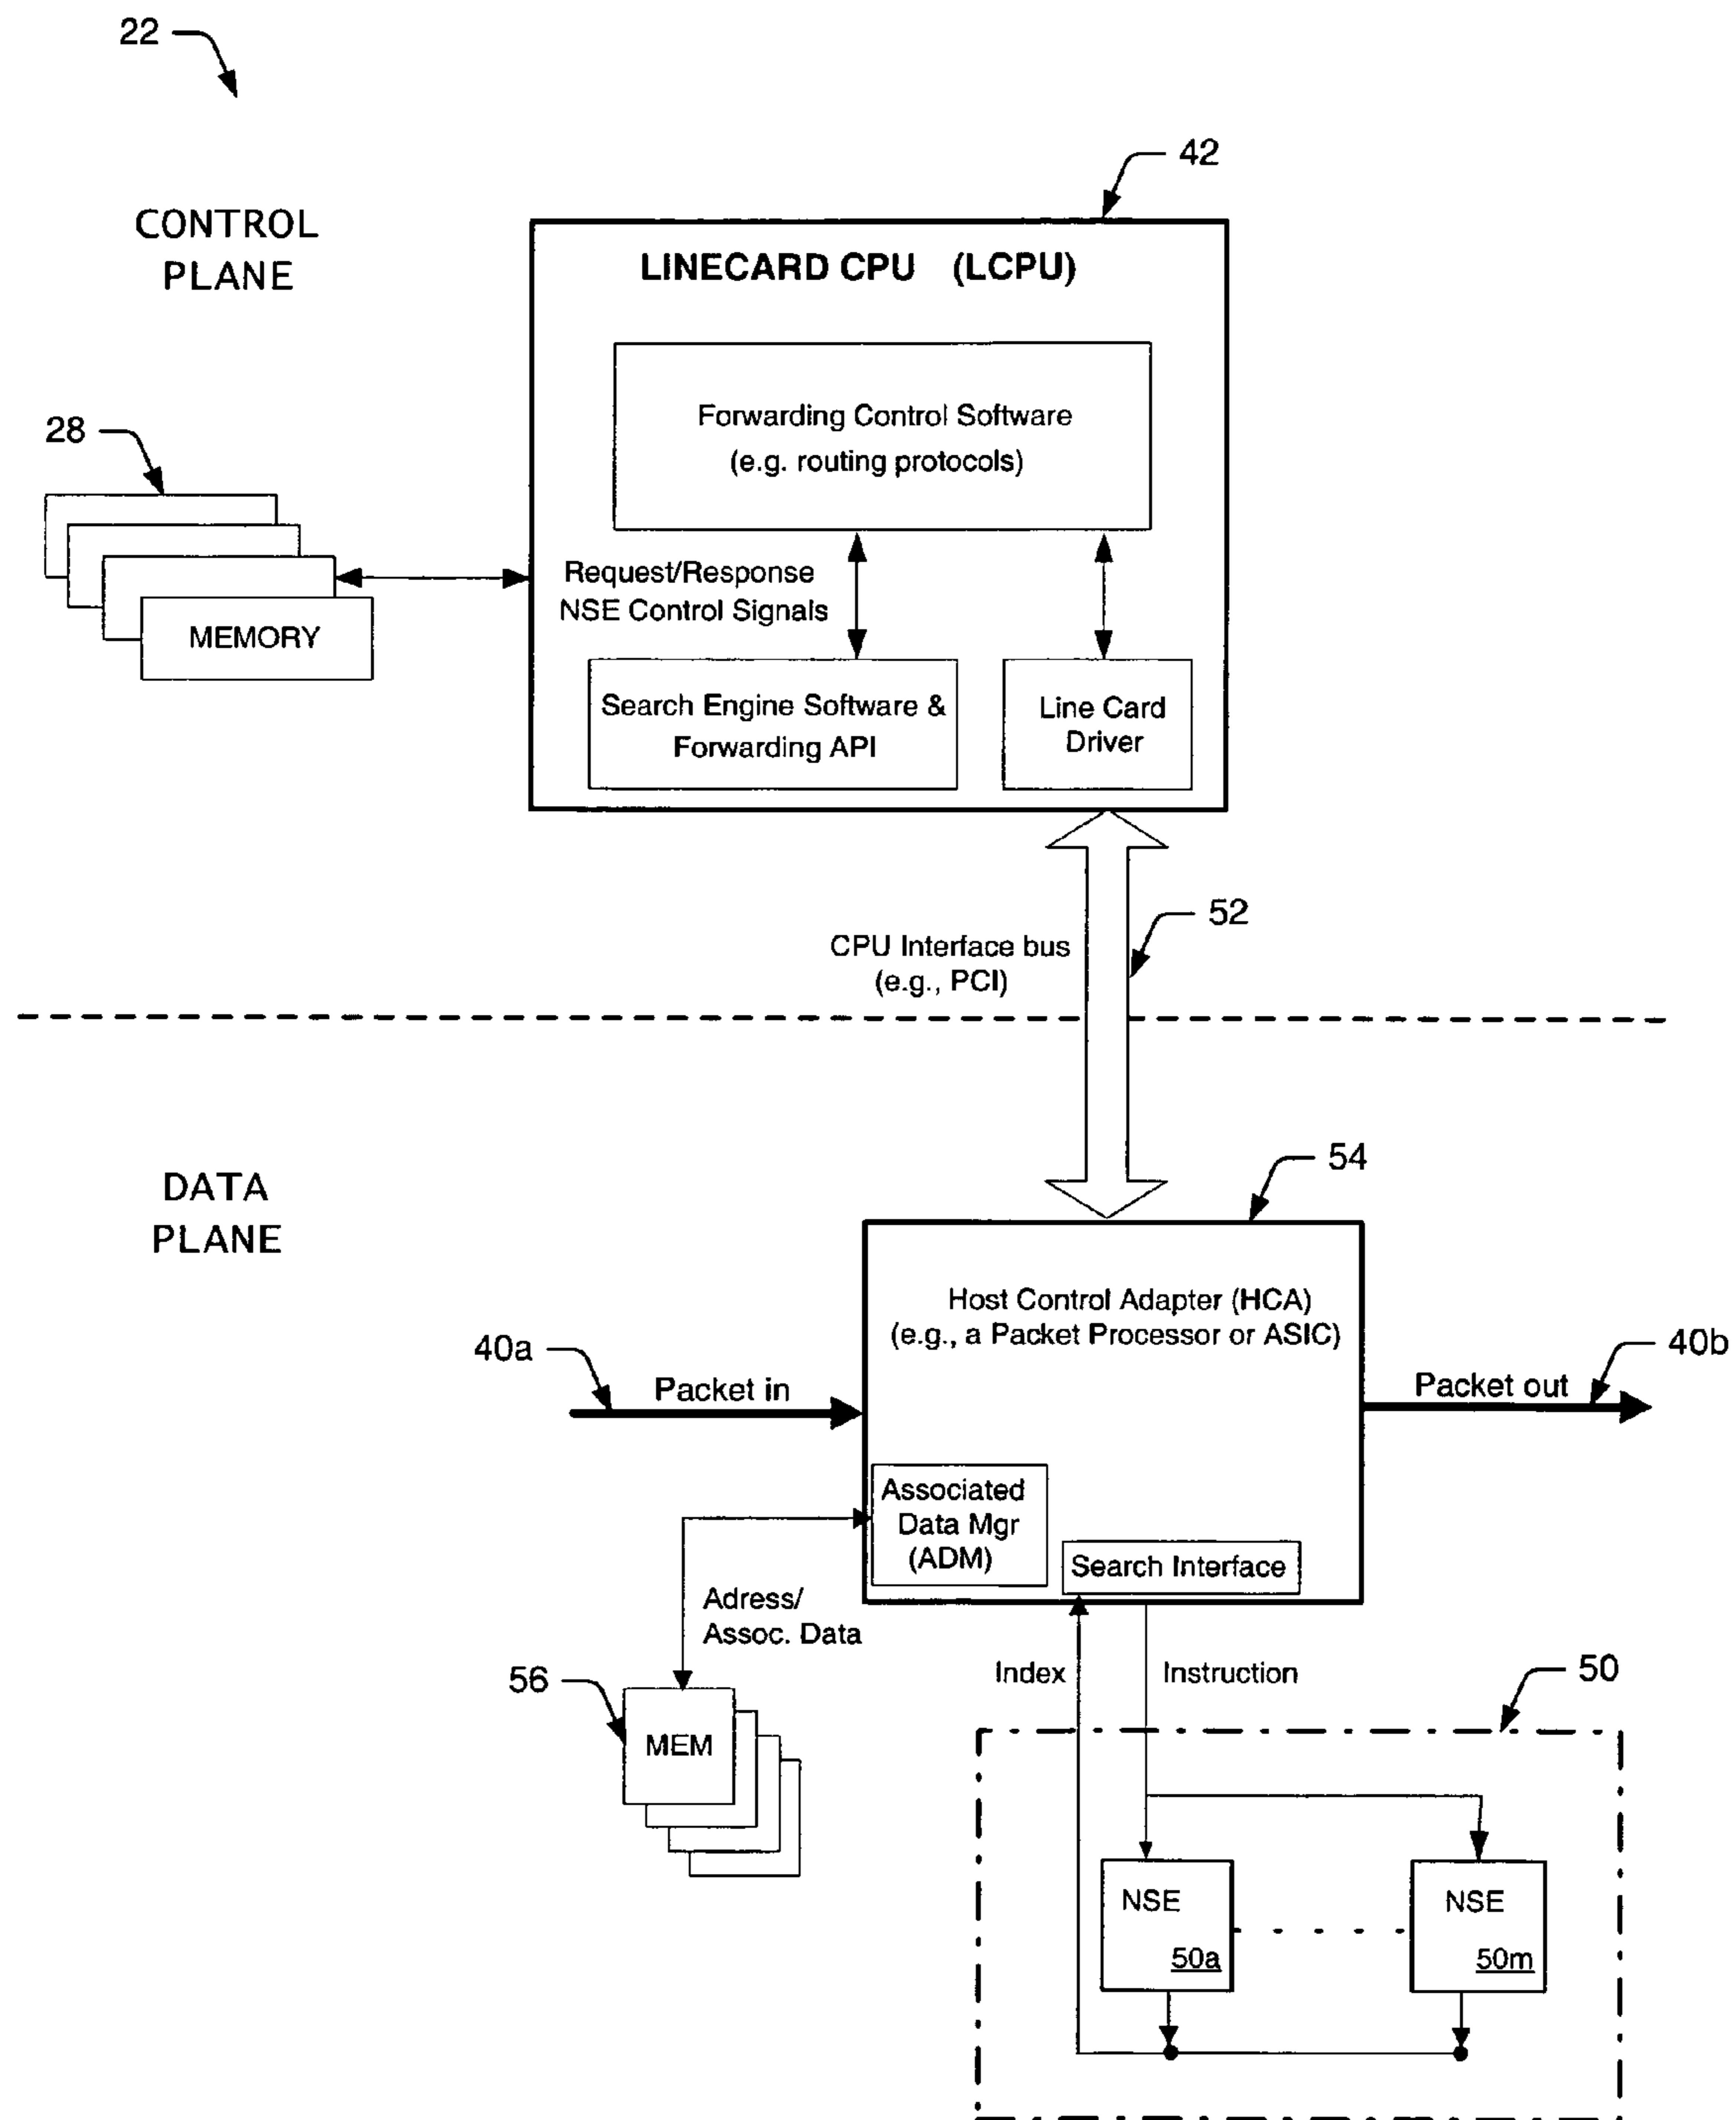 22
42
CONTROL
PLANE
LINECARD CPU (LCPU)
Forwarding Control Software
(e.g. routing protocols)
28
Request/Response
NSE Control Signals
MEMORY
Search Engine Software &
Forwarding API
Line Card
Driver
52
CPU Interface bus
(e.g., PCI)
54
DATA
PLANE
Host Control Adapter (HCA)
(e.g., a Packet Processor or ASIC)
40a
40b
Packet in
Packet out
Associated
Data Mgr
(ADM)
Search Interface
Adress/
Assoc. Data
Index
Instruction
50
56
MEM
NSE
50a
NSE
50m